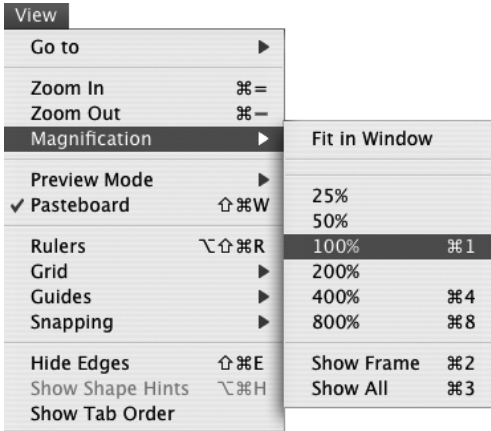 View
Go to
Zoom In ⌘=
Zoom Out ⌘−
Magnification
Preview Mode
✓ Pasteboard ⇧⌘W
Rulers ⌥⇧⌘R
Grid
Guides
Snapping
Hide Edges ⇧⌘E
Show Shape Hints ⌥⌘H
Show Tab Order
Fit in Window
25%
50%
100% ⌘1
200%
400% ⌘4
800% ⌘8
Show Frame ⌘2
Show All ⌘3